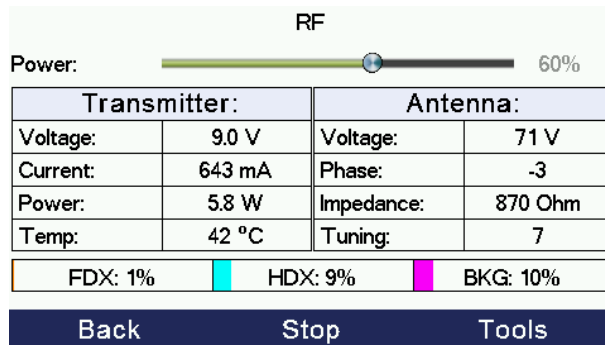 RF
Power: 60%
Transmitter: Antenna:
Voltage: 9.0 V Voltage: 71 V
Current: 643 mA Phase: -3
Power: 5.8 W Impedance: 870 Ohm
Temp: 42 °C Tuning: 7
FDX: 1% HDX: 9% BKG: 10%
Back Stop Tools